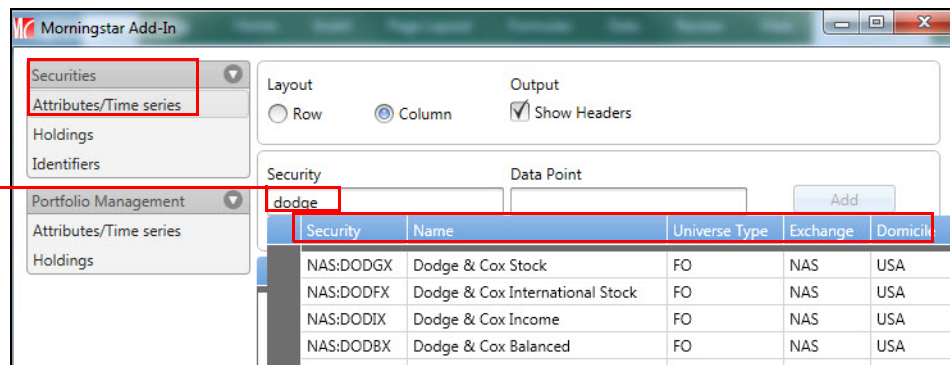 Morningstar Add-In
Securities
Attributes/Time series
Holdings
Identifiers
Portfolio Management
Attributes/Time series
Holdings
Layout
Row
Column
Output
Show Headers
Security
Data Point
dodge
Add
Security Name Universe Type Exchange Domicile
NAS:DODGX Dodge & Cox Stock FO NAS USA
NAS:DODFX Dodge & Cox International Stock FO NAS USA
NAS:DODIX Dodge & Cox Income FO NAS USA
NAS:DODBX Dodge & Cox Balanced FO NAS USA